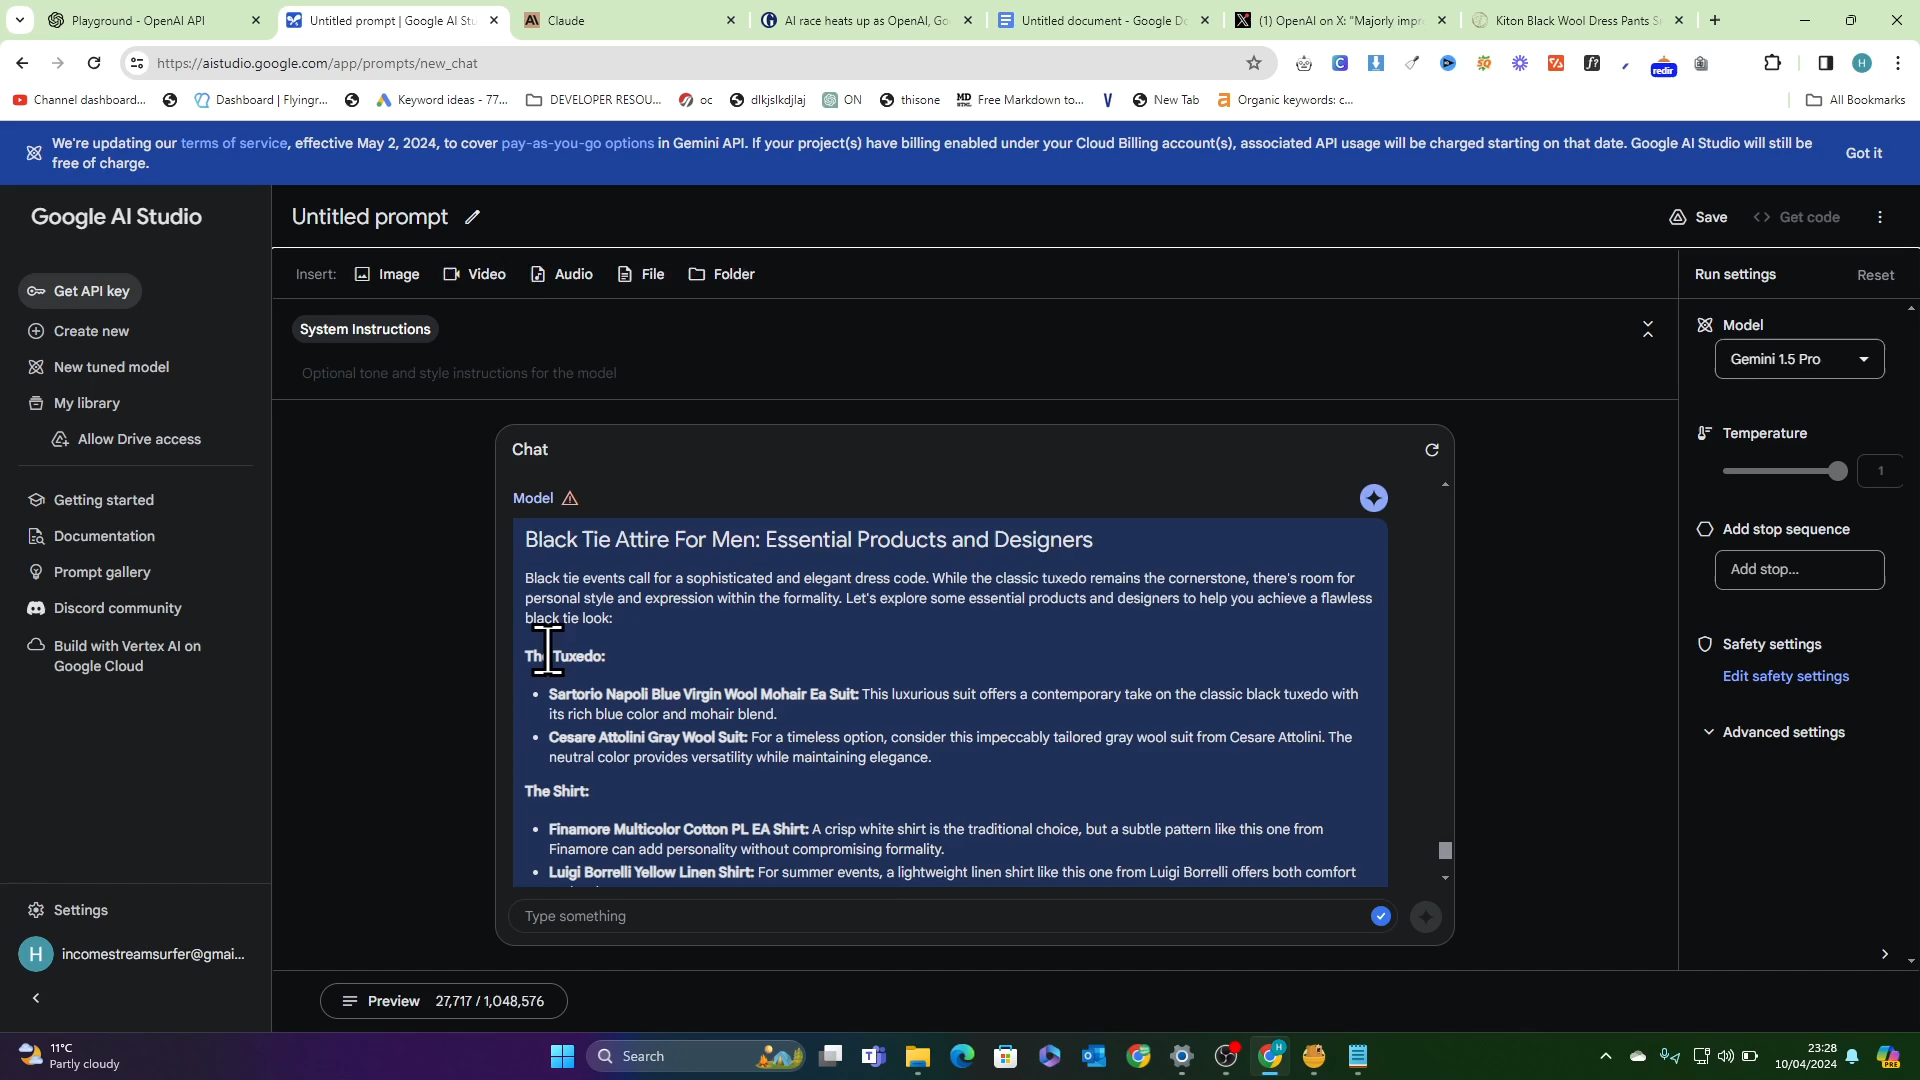 Playground - OpenAI API
Untitled prompt | Google AI Stu
Claude
AI race heats up as OpenAI, Go
Untitled document - Google Do
(1) OpenAI on X: "Majorly impr
Kiton Black Wool Dress Pants S
https://aistudio.google.com/app/prompts/new_chat
redir
H
Channel dashboard...
Dashboard | Flyingr...
Keyword ideas - 77...
DEVELOPER RESOU...
oc
dlkjslkdjlaj
ON
thisone
Free Markdown to...
New Tab
Organic keywords: c...
All Bookmarks
We're updating our terms of service, effective May 2, 2024, to cover pay-as-you-go options in Gemini API. If your project(s) have billing enabled under your Cloud Billing account(s), associated API usage will be charged starting on that date. Google AI Studio will still be
free of charge.
Got it
Google AI Studio
Untitled prompt
Save
Get code
Get API key
Create new
New tuned model
My library
Allow Drive access
Getting started
Documentation
Prompt gallery
Discord community
Build with Vertex AI on
Google Cloud
Settings
H
incomestreamsurfer@gmai...
Insert:
Image
Video
Audio
File
Folder
System Instructions
Optional tone and style instructions for the model
Chat
Model
Black Tie Attire For Men: Essential Products and Designers
Black tie events call for a sophisticated and elegant dress code. While the classic tuxedo remains the cornerstone, there's room for
personal style and expression within the formality. Let's explore some essential products and designers to help you achieve a flawless
black tie look:
The Tuxedo:
• Sartorio Napoli Blue Virgin Wool Mohair Ea Suit: This luxurious suit offers a contemporary take on the classic black tuxedo with
its rich blue color and mohair blend.
• Cesare Attolini Gray Wool Suit: For a timeless option, consider this impeccably tailored gray wool suit from Cesare Attolini. The
neutral color provides versatility while maintaining elegance.
The Shirt:
• Finamore Multicolor Cotton PL EA Shirt: A crisp white shirt is the traditional choice, but a subtle pattern like this one from
Finamore can add personality without compromising formality.
• Luigi Borrelli Yellow Linen Shirt: For summer events, a lightweight linen shirt like this one from Luigi Borrelli offers both comfort
Type something
Preview 27,717 / 1,048,576
Run settings
Reset
Model
Gemini 1.5 Pro
Temperature
1
Add stop sequence
Add stop...
Safety settings
Edit safety settings
Advanced settings
11°C
Partly cloudy
Search
23:28
10/04/2024